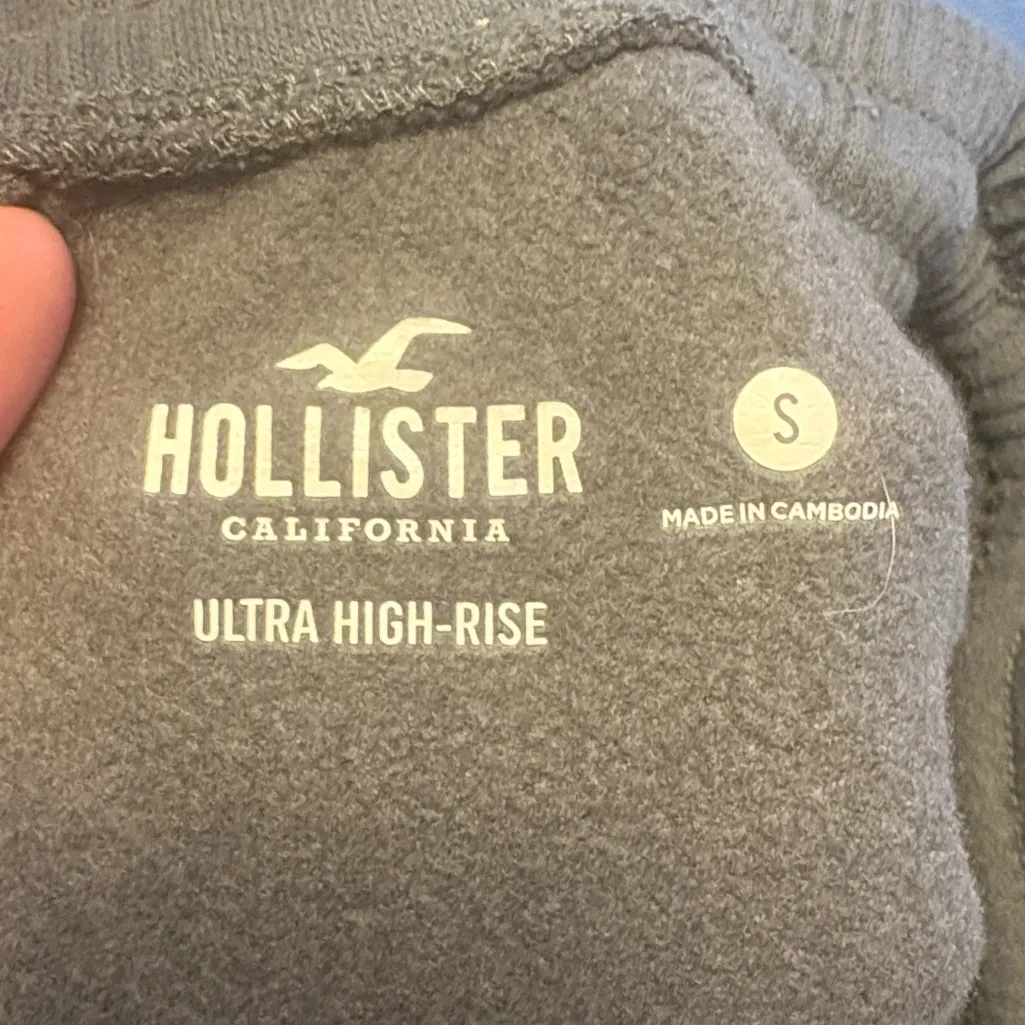 HOLLISTER
CALIFORNIA
ULTRA HIGH-RISE
S
MADE IN CAMBODIA